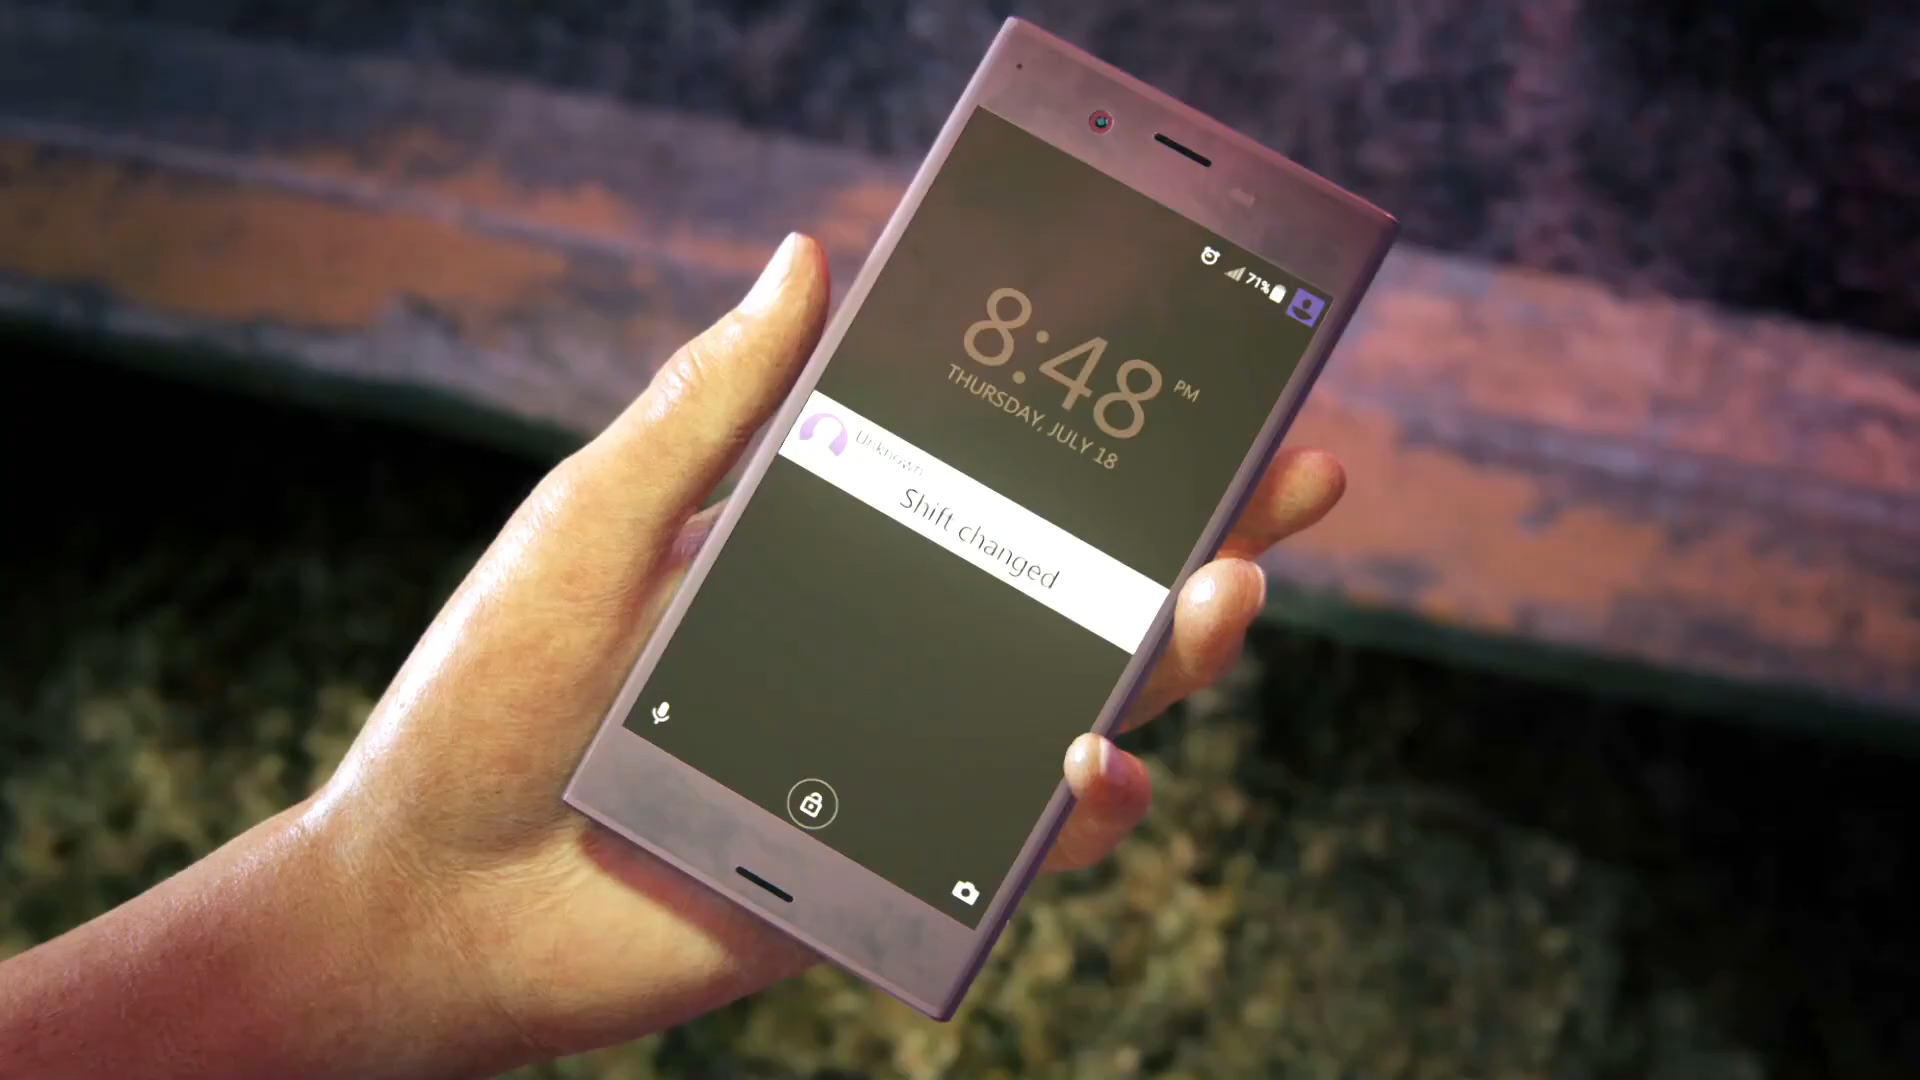 71%
8:48 PM
THURSDAY, JULY 18
Unknown
Shift changed